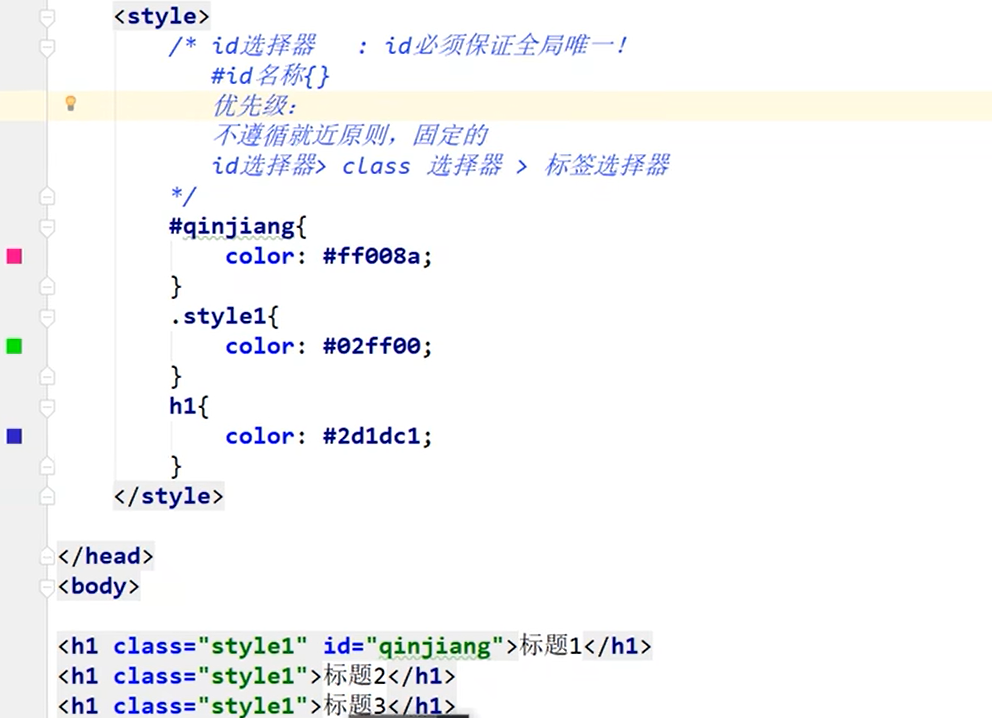 <style>
/* id选择器 : id必须保证全局唯一!
#id名称{}
优先级:
不遵循就近原则，固定的
id选择器> class 选择器 > 标签选择器
*/
#qinjiang{
color: #ff008a;
}
.style1{
color: #02ff00;
}
h1{
color: #2d1dc1;
}
</style>
</head>
<body>
<h1 class="style1" id="qinjiang">标题1</h1>
<h1 class="style1">标题2</h1>
<h1 class="style1">标题3</h1>